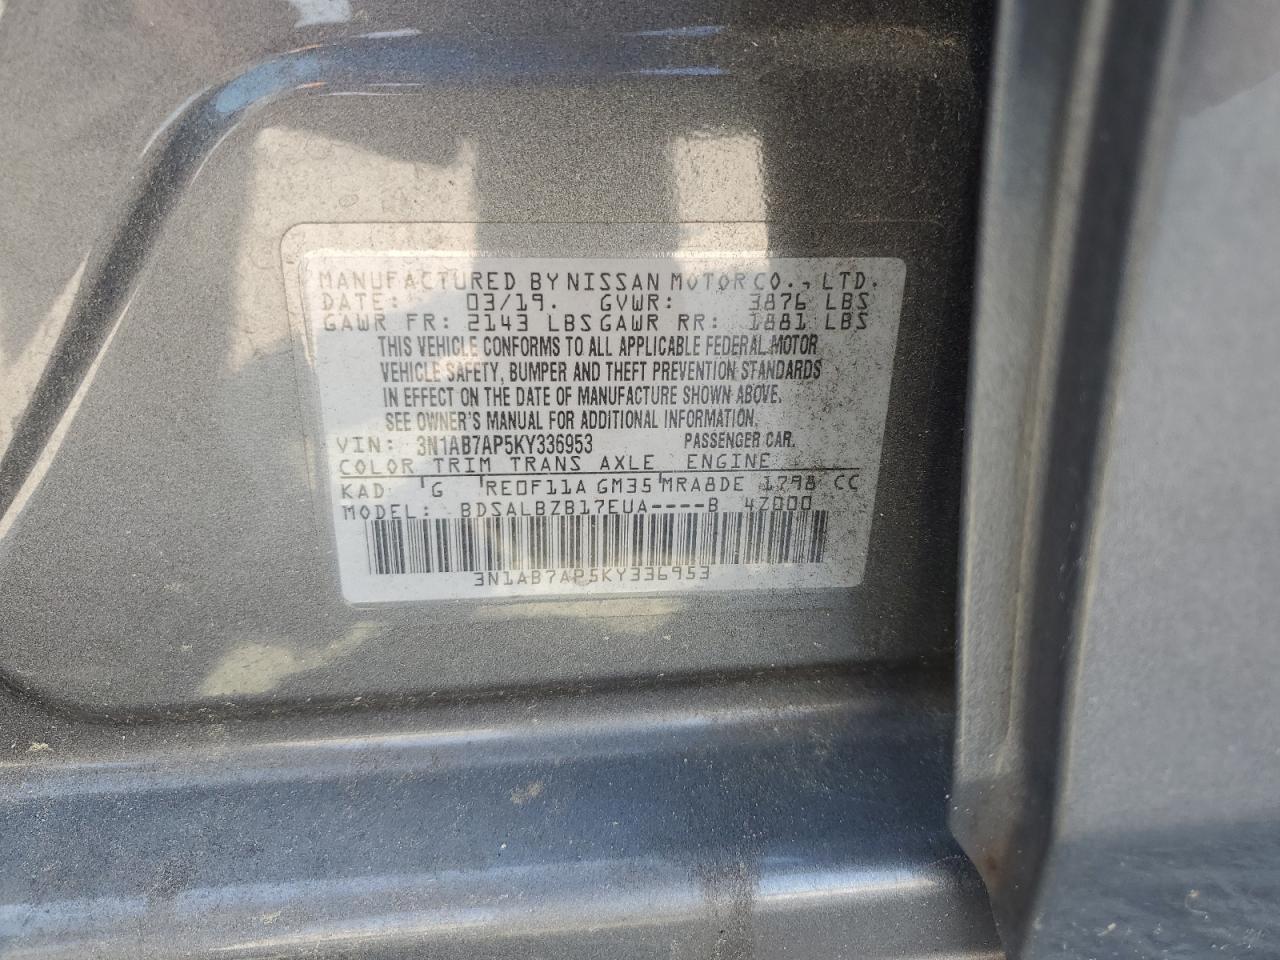 MANUFACTURED BY NISSAN MOTOR CO., LTD.
DATE: 03/19. GVWR: 3876 LBS
GAWR FR: 2143 LBS GAWR RR: 1881 LBS
THIS VEHICLE CONFORMS TO ALL APPLICABLE FEDERAL MOTOR
VEHICLE SAFETY, BUMPER AND THEFT PREVENTION STANDARDS
IN EFFECT ON THE DATE OF MANUFACTURE SHOWN ABOVE.
SEE OWNER'S MANUAL FOR ADDITIONAL INFORMATION.
VIN: 3N1AB7AP5KY336953 PASSENGER CAR.
COLOR TRIM TRANS AXLE ENGINE
KAD G RE0F11A GM35 MRA8DE 1798 CC
MODEL: BDSALBZB17EUA----B 4Z000
3N1AB7AP5KY336953